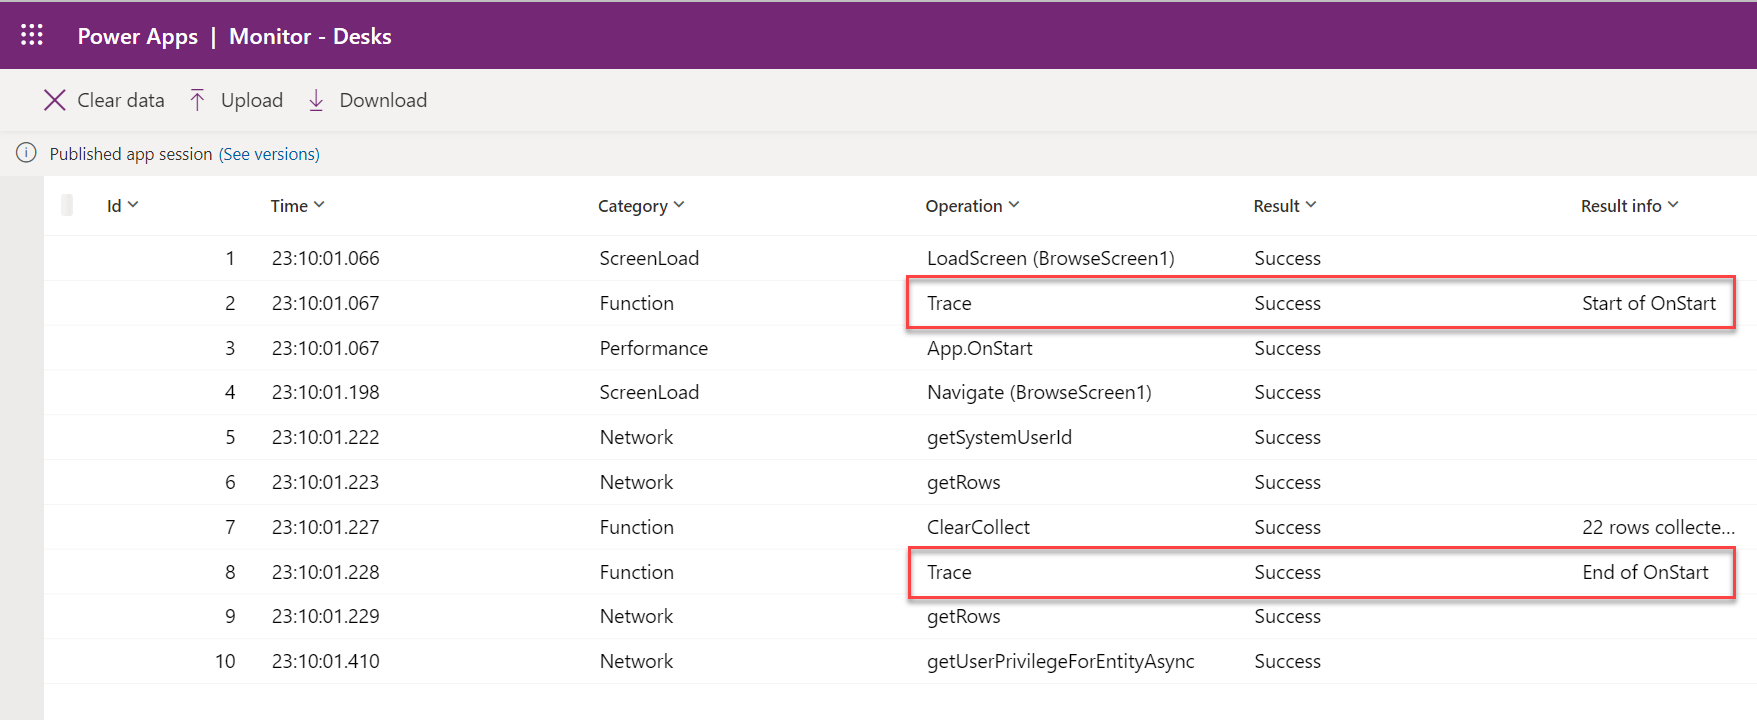 Power Apps | Monitor - Desks
Clear data Upload Download
Published app session (See versions)
Id Time Category Operation Result Result info
1 23:10:01.066 ScreenLoad LoadScreen (BrowseScreen1) Success
2 23:10:01.067 Function Trace Success Start of OnStart
3 23:10:01.067 Performance App.OnStart Success
4 23:10:01.198 ScreenLoad Navigate (BrowseScreen1) Success
5 23:10:01.222 Network getSystemUserId Success
6 23:10:01.223 Network getRows Success
7 23:10:01.227 Function ClearCollect Success 22 rows collecte...
8 23:10:01.228 Function Trace Success End of OnStart
9 23:10:01.229 Network getRows Success
10 23:10:01.410 Network getUserPrivilegeForEntityAsync Success